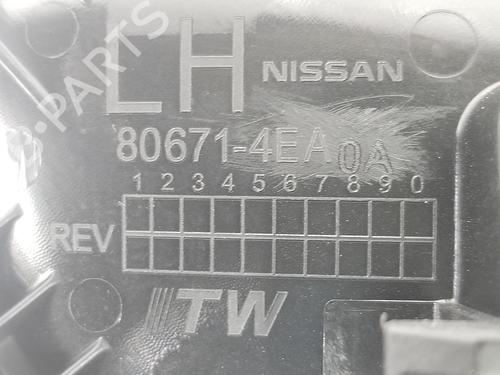 LH NISSAN
80671-4EA0A
1 2 3 4 5 6 7 8 9 0
REV
TW
PARTS